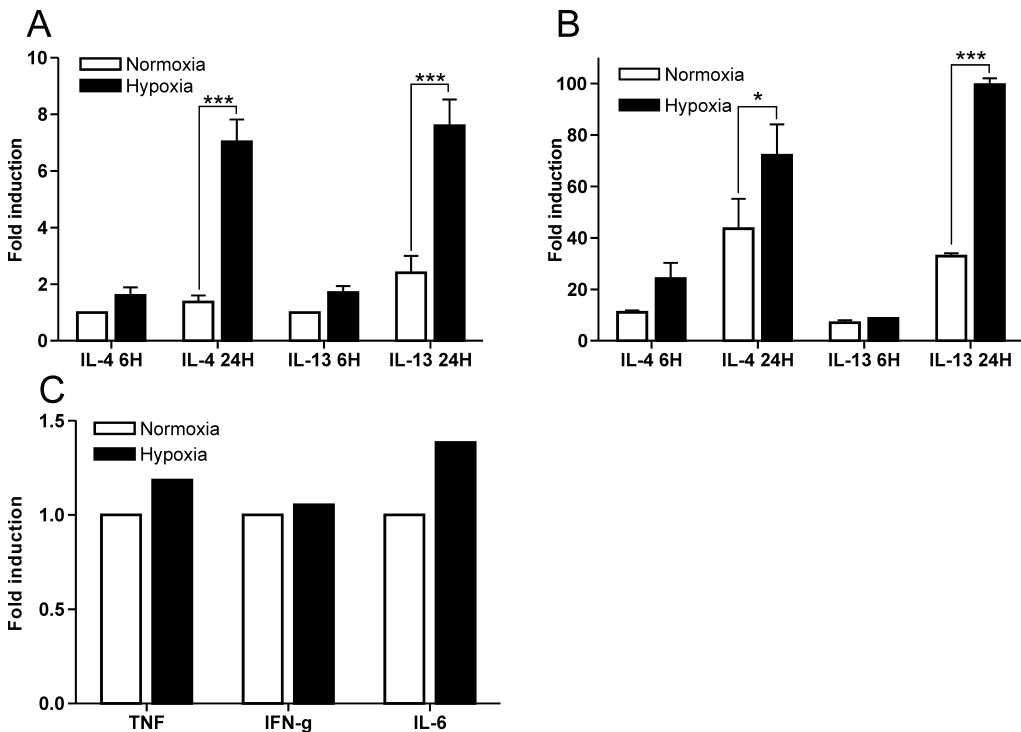 A
Fold induction
10
8
6
4
2
0
Normoxia
Hypoxia
***
***
IL-4 6H IL-4 24H IL-13 6H IL-13 24H
B
Fold induction
100
80
60
40
20
0
Normoxia
Hypoxia
*
***
IL-4 6H IL-4 24H IL-13 6H IL-13 24H
C
Fold induction
1.5
1.0
0.5
0.0
Normoxia
Hypoxia
TNF IFN-g IL-6